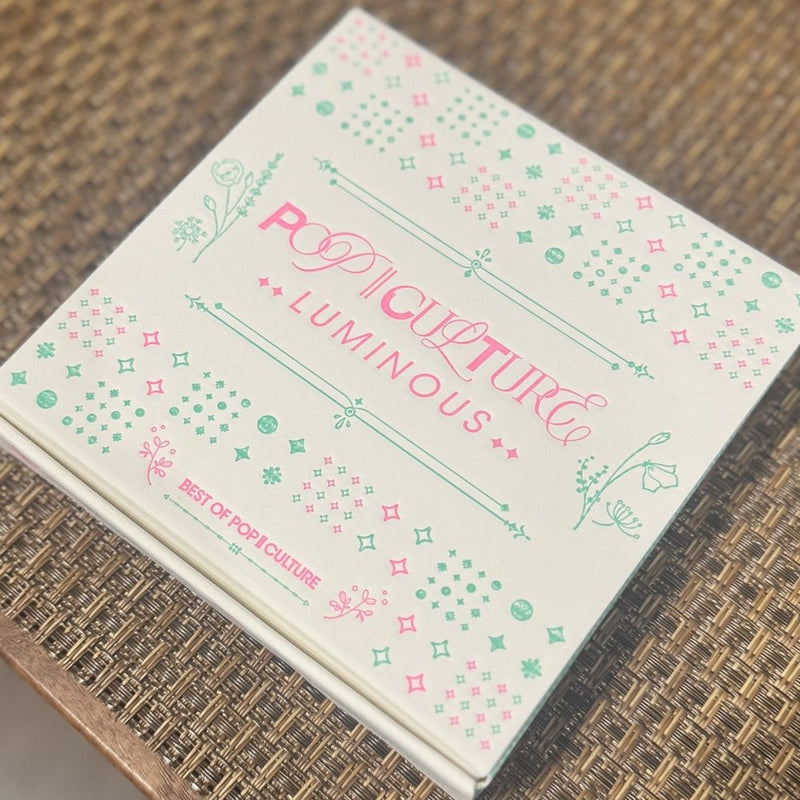 POP || CULTURE
LUMINOUS
BEST OF POP || CULTURE